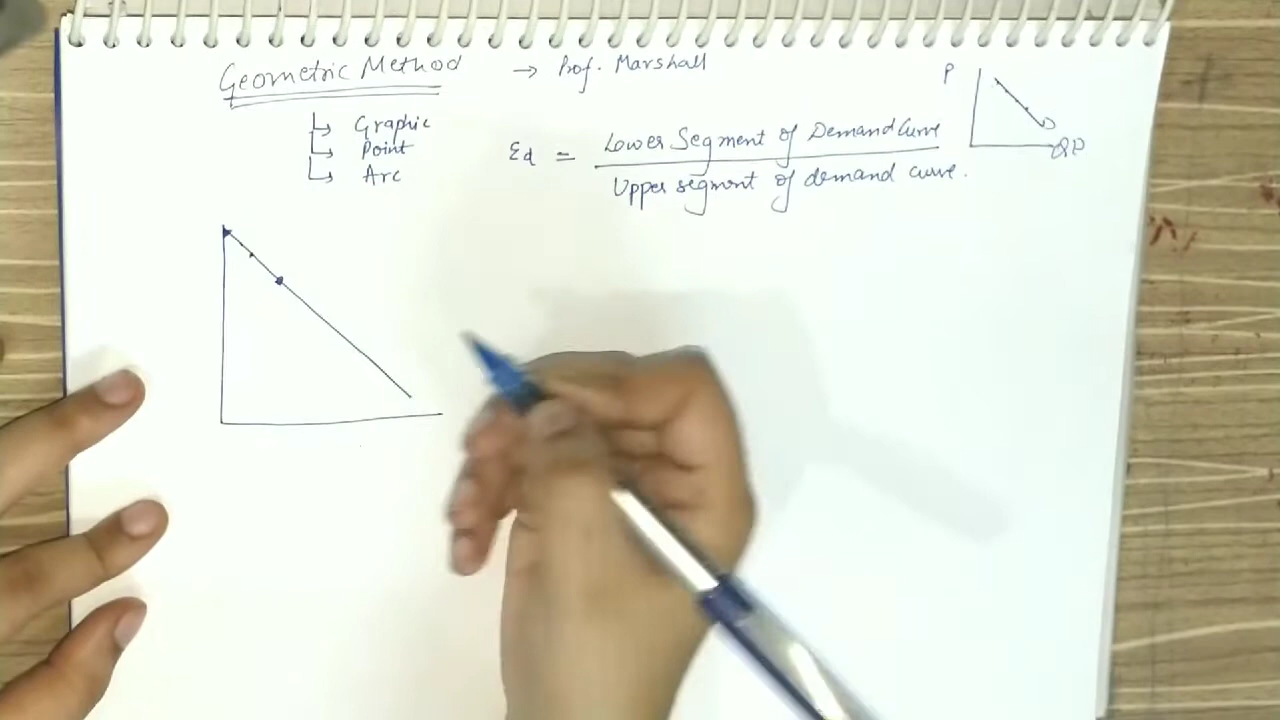 Geometric Method → Prof. Marshall
Graphic
Point
Arc
Ed = Lower Segment of Demand Curve
Upper segment of demand curve.
P
D